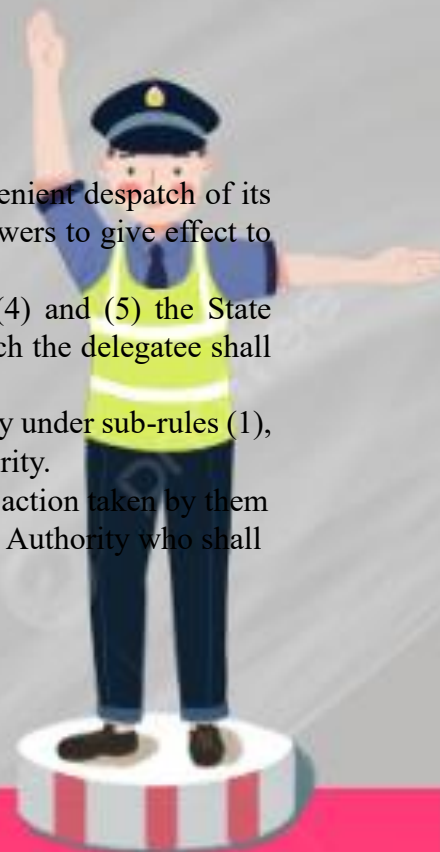 enient despatch of its
wers to give effect to
(4) and (5) the State
ch the delegatee shall
y under sub-rules (1),
rity.
action taken by them
Authority who shall